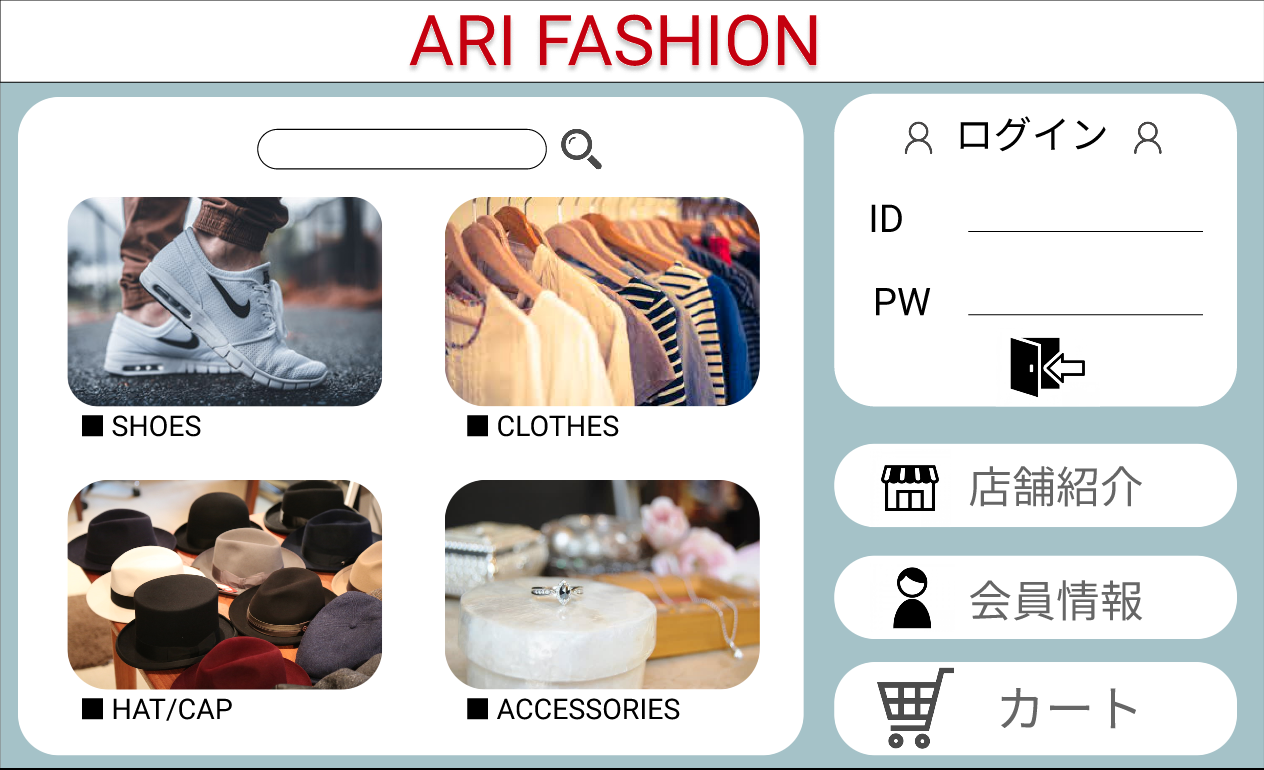 ARI FASHION
■ SHOES
■ CLOTHES
■ HAT/CAP
■ ACCESSORIES
ログイン
ID
PW
店舗紹介
会員情報
カート